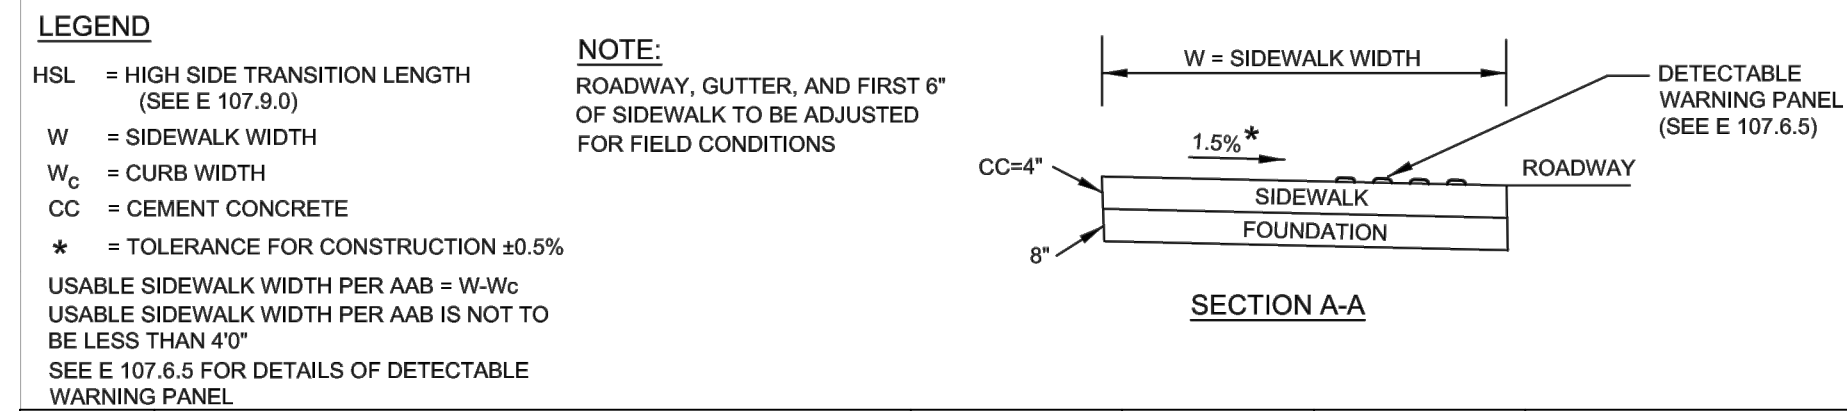 LEGEND
HSL = HIGH SIDE TRANSITION LENGTH
(SEE E 107.9.0)
W = SIDEWALK WIDTH
Wc = CURB WIDTH
CC = CEMENT CONCRETE
* = TOLERANCE FOR CONSTRUCTION ±0.5%
USABLE SIDEWALK WIDTH PER AAB = W-Wc
USABLE SIDEWALK WIDTH PER AAB IS NOT TO
BE LESS THAN 4'0"
SEE E 107.6.5 FOR DETAILS OF DETECTABLE
WARNING PANEL
NOTE:
ROADWAY, GUTTER, AND FIRST 6"
OF SIDEWALK TO BE ADJUSTED
FOR FIELD CONDITIONS
W = SIDEWALK WIDTH
DETECTABLE
WARNING PANEL
(SEE E 107.6.5)
1.5%*
CC=4"
ROADWAY
SIDEWALK
FOUNDATION
8"
SECTION A-A